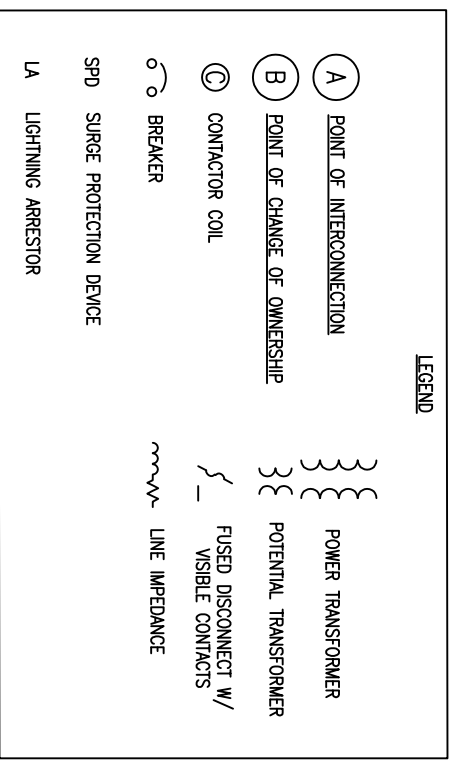 LEGEND
A POINT OF INTERCONNECTION
B POINT OF CHANGE OF OWNERSHIP
C CONTACTOR COIL
BREAKER
SPD SURGE PROTECTION DEVICE
LA LIGHTNING ARRESTOR
POWER TRANSFORMER
POTENTIAL TRANSFORMER
FUSED DISCONNECT W/
VISIBLE CONTACTS
LINE IMPEDANCE